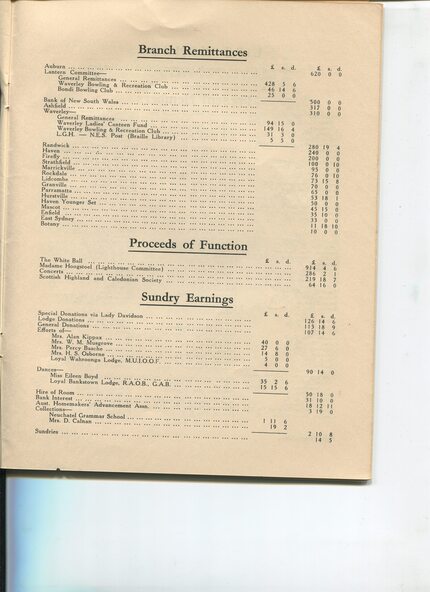 Branch Remittances
£ s. d. £ s. d.
Auburn 620 0 0
Lantern Committee—
General Remittances 428 5 6
Waverley Bowling & Recreation Club 46 14 6
Bondi Bowling Club 25 0 0
500 0 0
Bank of New South Wales 317 0 0
Ashfield 310 0 0
Waverley—
General Remittances 94 15 0
Waverley Ladies' Canteen Fund 149 16 4
Waverley Bowling & Recreation Club 31 3 0
L.G.H. — N.E.S. Post (Braille Library) 5 5 0
280 19 4
Randwick 240 0 0
Haven 200 0 0
Firefly 100 0 10
Strathfield 95 0 0
Marrickville 76 0 10
Rockdale 73 15 8
Lidcombe 70 0 0
Granville 65 0 0
Parramatta 53 18 1
Hurstville 50 0 0
Haven Younger Set 45 15 0
Mascot 35 10 0
Enfield 33 0 0
East Sydney 11 18 10
Botany 10 0 0
Proceeds of Function
£ s. d.
The White Ball 914 4 6
Madame Hongstoel (Lighthouse Committee) 286 2 1
Concerts 219 18 2
Scottish Highland and Caledonian Society 64 16 0
Sundry Earnings
£ s. d. £ s. d.
Special Donations via Lady Davidson 126 14 6
Lodge Donations 113 18 9
General Donations 107 14 6
Efforts of—
Mrs. Alan Kippax 40 0 0
Mrs. W. M. Musgrave 27 6 0
Mrs. Percy Basche 14 8 0
Mrs. H. S. Osborne 5 0 0
Loyal Wahroonga Lodge, M.U.I.O.O.F. 4 0 0
90 14 0
Dances—
Miss Eileen Boyd 35 2 6
Loyal Bankstown Lodge, R.A.O.B., G.A.B. 15 15 6
50 18 0
Hire of Room 31 10 0
Bank Interest 18 12 11
Aust. Homemakers' Advancement Assn. 3 19 0
Collections—
Neuchatel Grammar School 1 11 6
Mrs. D. Calnan 19 2
2 10 8
Sundries 14 5